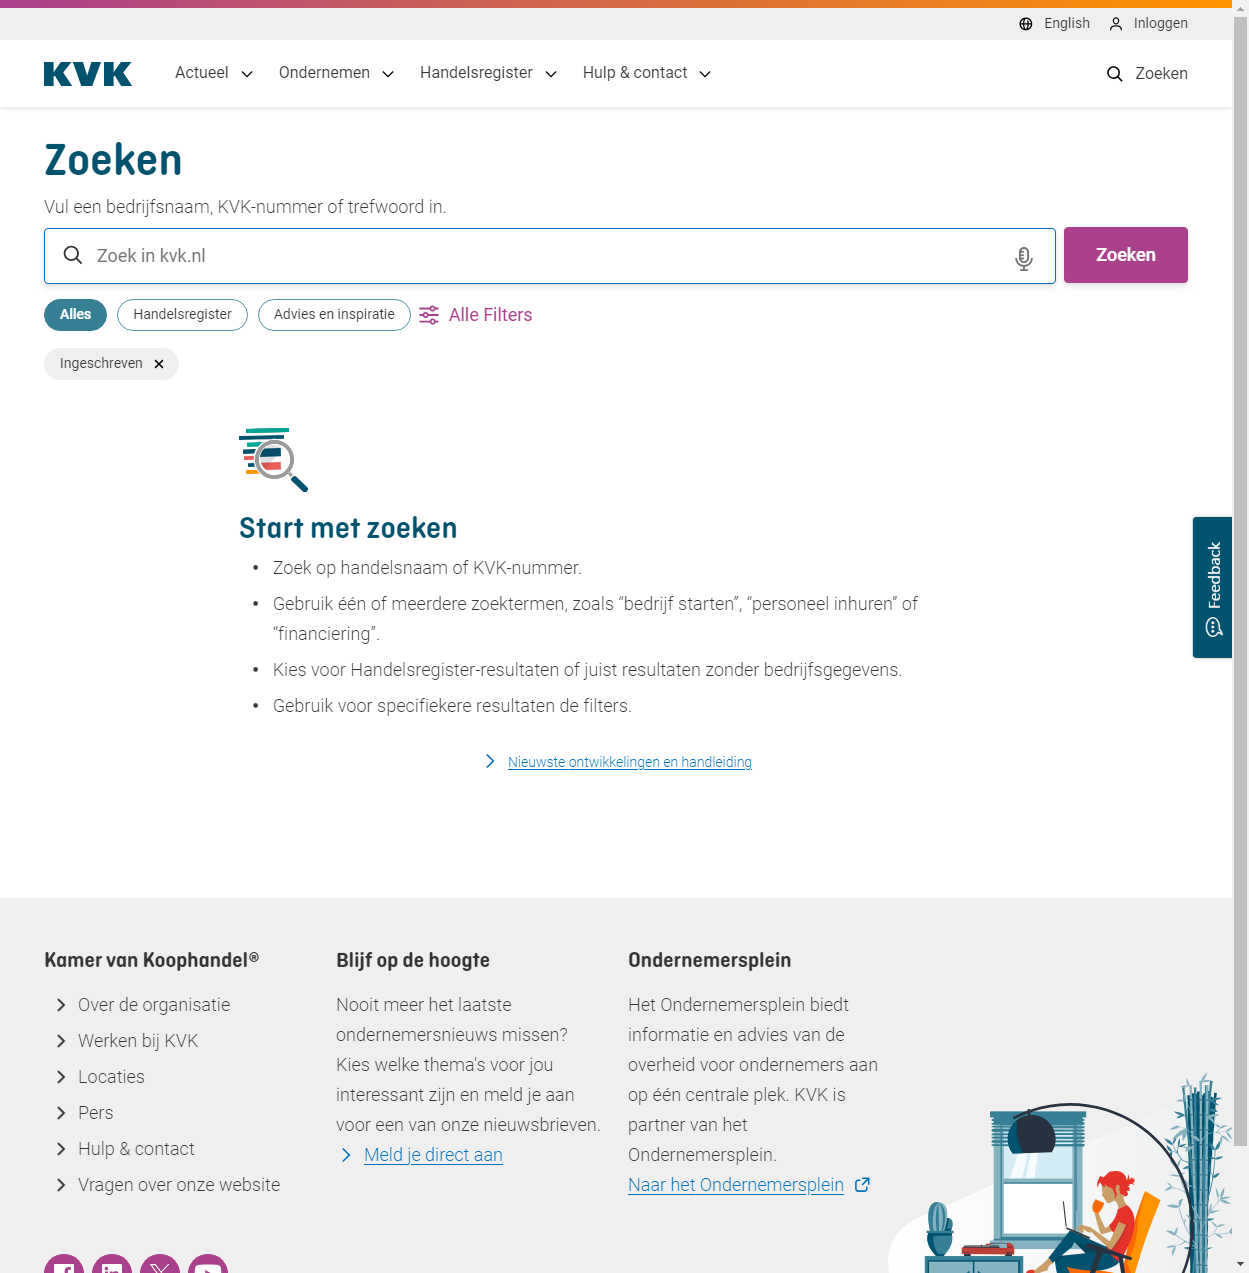 English
Inloggen
KVK
Actueel
Ondernemen
Handelsregister
Hulp & contact
Zoeken
Zoeken
Vul een bedrijfsnaam, KVK-nummer of trefwoord in.
Zoek in kvk.nl
Zoeken
Alles
Handelsregister
Advies en inspiratie
Alle Filters
Ingeschreven
Start met zoeken
• Zoek op handelsnaam of KVK-nummer.
• Gebruik één of meerdere zoektermen, zoals “bedrijf starten”, “personeel inhuren” of
“financiering”.
• Kies voor Handelsregister-resultaten of juist resultaten zonder bedrijfsgegevens.
• Gebruik voor specifiekere resultaten de filters.
Nieuwste ontwikkelingen en handleiding
Feedback
Kamer van Koophandel®
Over de organisatie
Werken bij KVK
Locaties
Pers
Hulp & contact
Vragen over onze website
Blijf op de hoogte
Nooit meer het laatste
ondernemersnieuws missen?
Kies welke thema's voor jou
interessant zijn en meld je aan
voor een van onze nieuwsbrieven.
Meld je direct aan
Ondernemersplein
Het Ondernemersplein biedt
informatie en advies van de
overheid voor ondernemers aan
op één centrale plek. KVK is
partner van het
Ondernemersplein.
Naar het Ondernemersplein